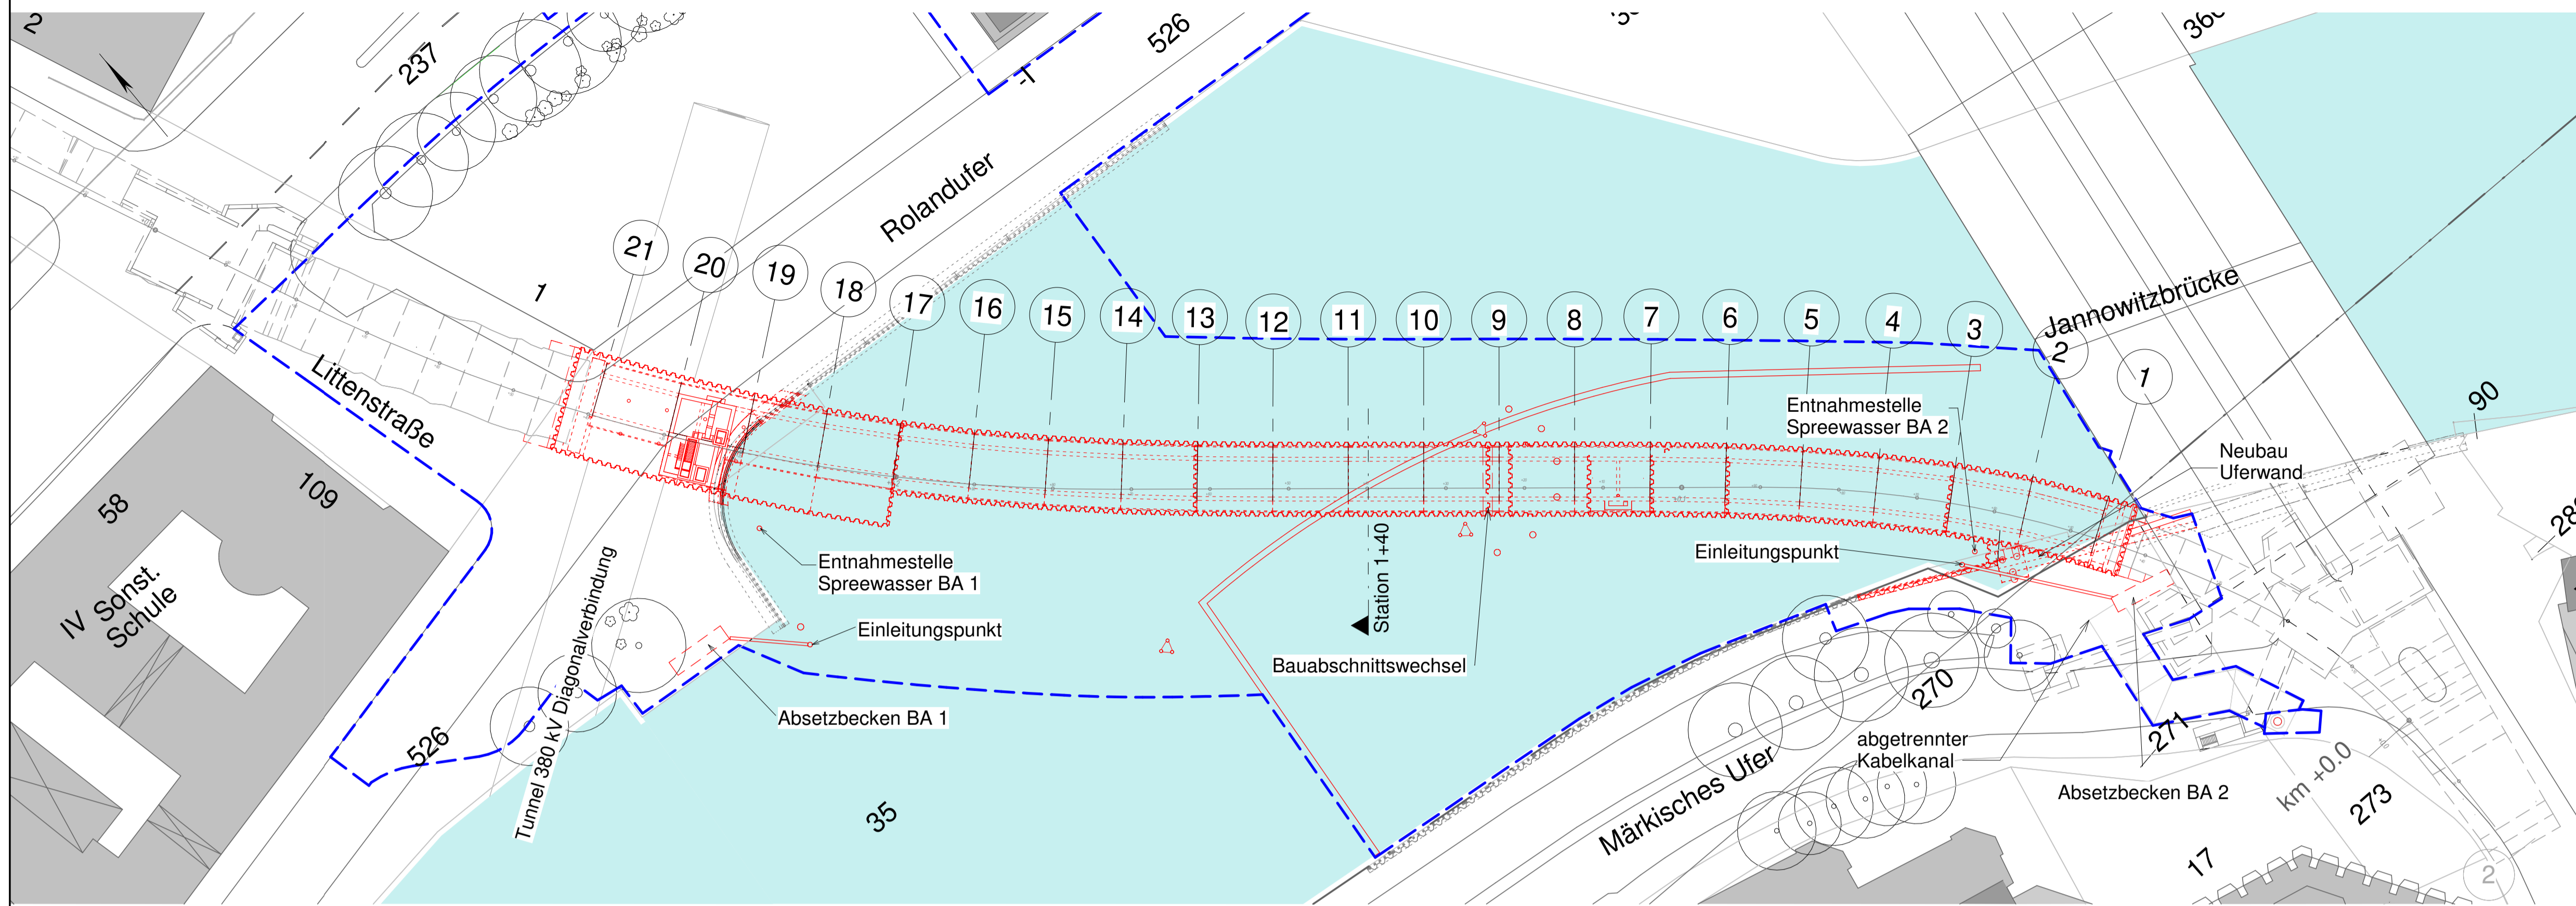 2
237
526
-1
Rolandufer
1
21
20
19
18
17
16
15
14
13
12
11
10
9
8
7
6
5
4
3
2
1
Jannowitzbrücke
90
Littenstraße
Entnahmestelle
Spreewasser BA 2
Neubau
Uferwand
58
109
IV Sonst.
Schule
Tunnel 380 kV Diagonalverbindung
Entnahmestelle
Spreewasser BA 1
Einleitungspunkt
Absetzbecken BA 1
Station 1+40
Bauabschnittswechsel
Einleitungspunkt
526
35
Märkisches Ufer
270
271
abgetrennter
Kabelkanal
Absetzbecken BA 2
km +0.0
273
17
2